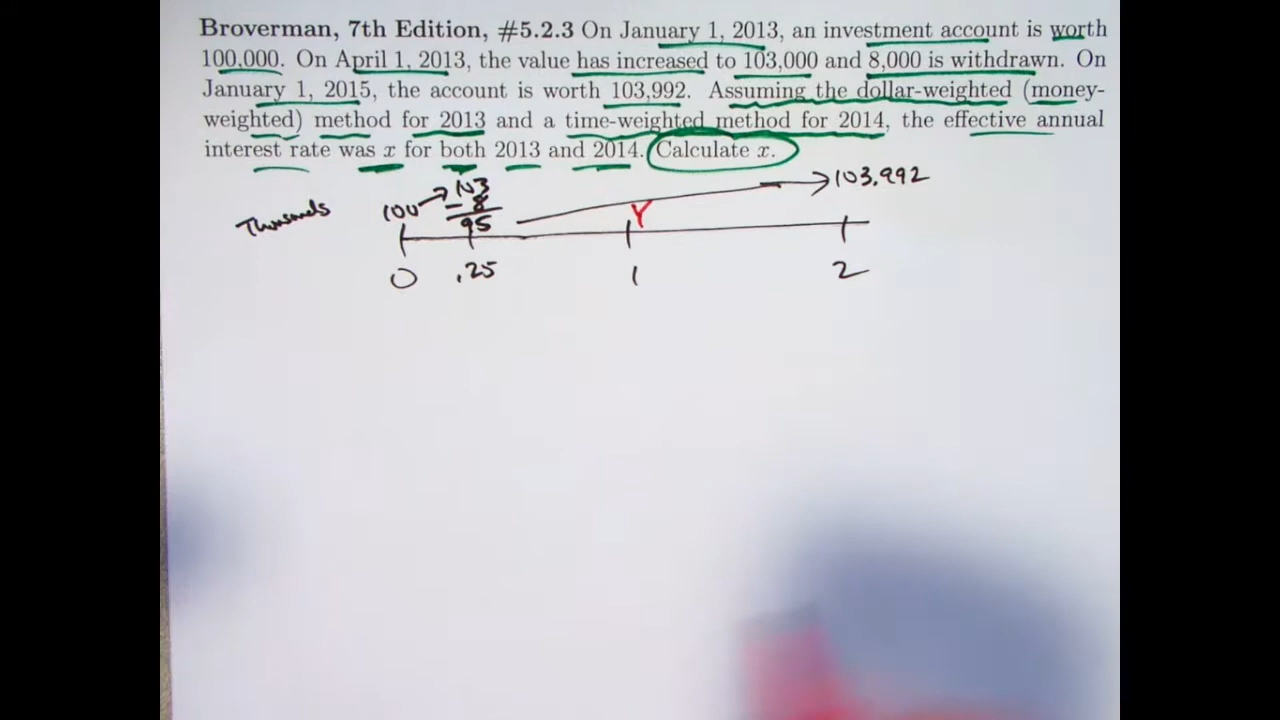 Broverman, 7th Edition, #5.2.3 On January 1, 2013, an investment account is worth
100,000. On April 1, 2013, the value has increased to 103,000 and 8,000 is withdrawn. On
January 1, 2015, the account is worth 103,992. Assuming the dollar-weighted (money-
weighted) method for 2013 and a time-weighted method for 2014, the effective annual
interest rate was x for both 2013 and 2014. Calculate x.
Thousands
100
103
- 8
95
Y
103.992
0 .25 1 2